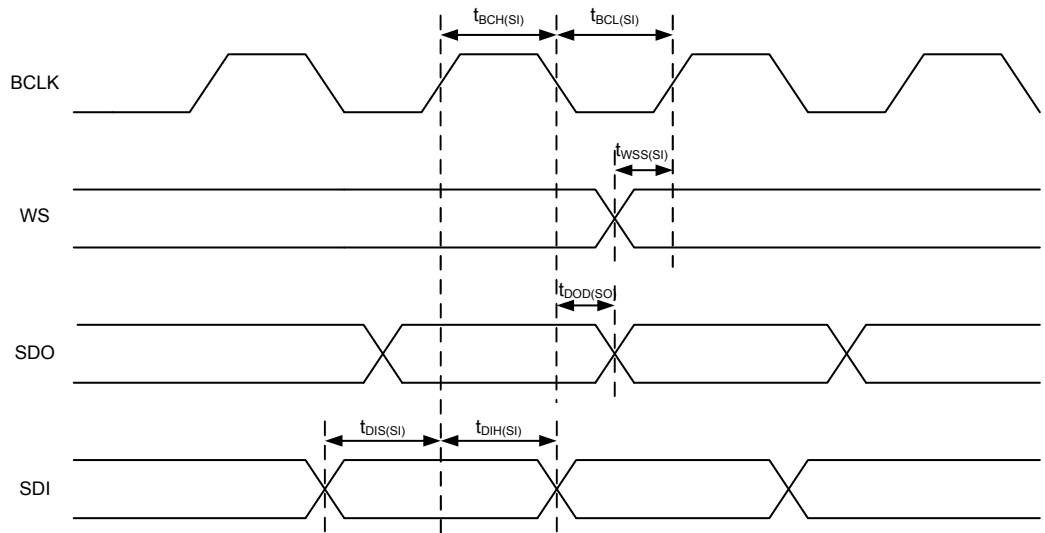 tBCH(SI) tBCL(SI)
BCLK
tWSS(SI)
WS
tDOD(SO)
SDO
tDIS(SI) tDIH(SI)
SDI